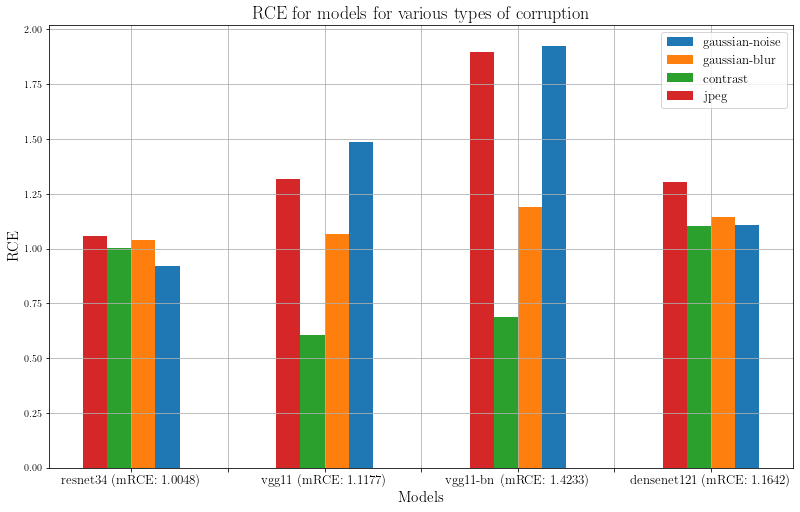 RCE for models for various types of corruption
gaussian-noise
gaussian-blur
contrast
jpeg
2.00
1.75
1.50
1.25
1.00
0.75
0.50
0.25
0.00
RCE
resnet34 (mRCE: 1.0048)
vgg11 (mRCE: 1.1177)
vgg11-bn (mRCE: 1.4233)
densenet121 (mRCE: 1.1642)
Models